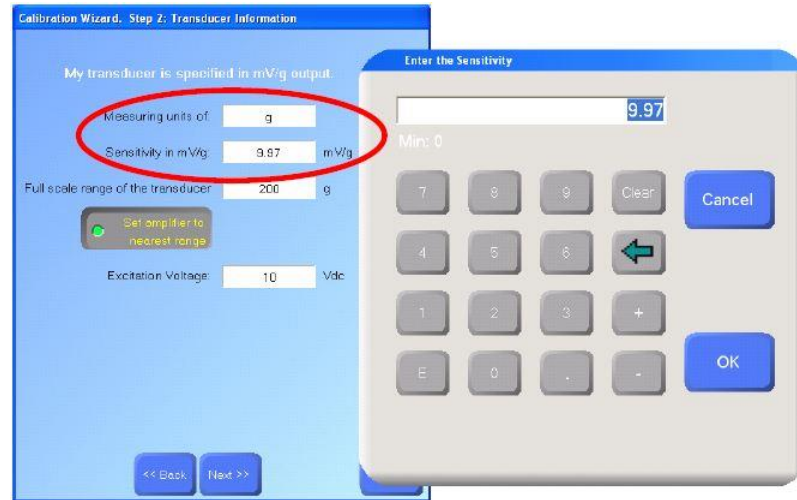 Calibration Wizard. Step 2: Transducer Information
My transducer is specified in mV/g output.
Measuring units of: g
Sensitivity in mV/g: 9.97 mV/g
Full scale range of the transducer 200 g
Set amplifier to
nearest range
Excitation Voltage: 10 Vdc
<< Back Next >>
Enter the Sensitivity
9.97
Min: 0
7 8 9 Clear Cancel
4 5 6
1 2 3 +
E 0 . - OK